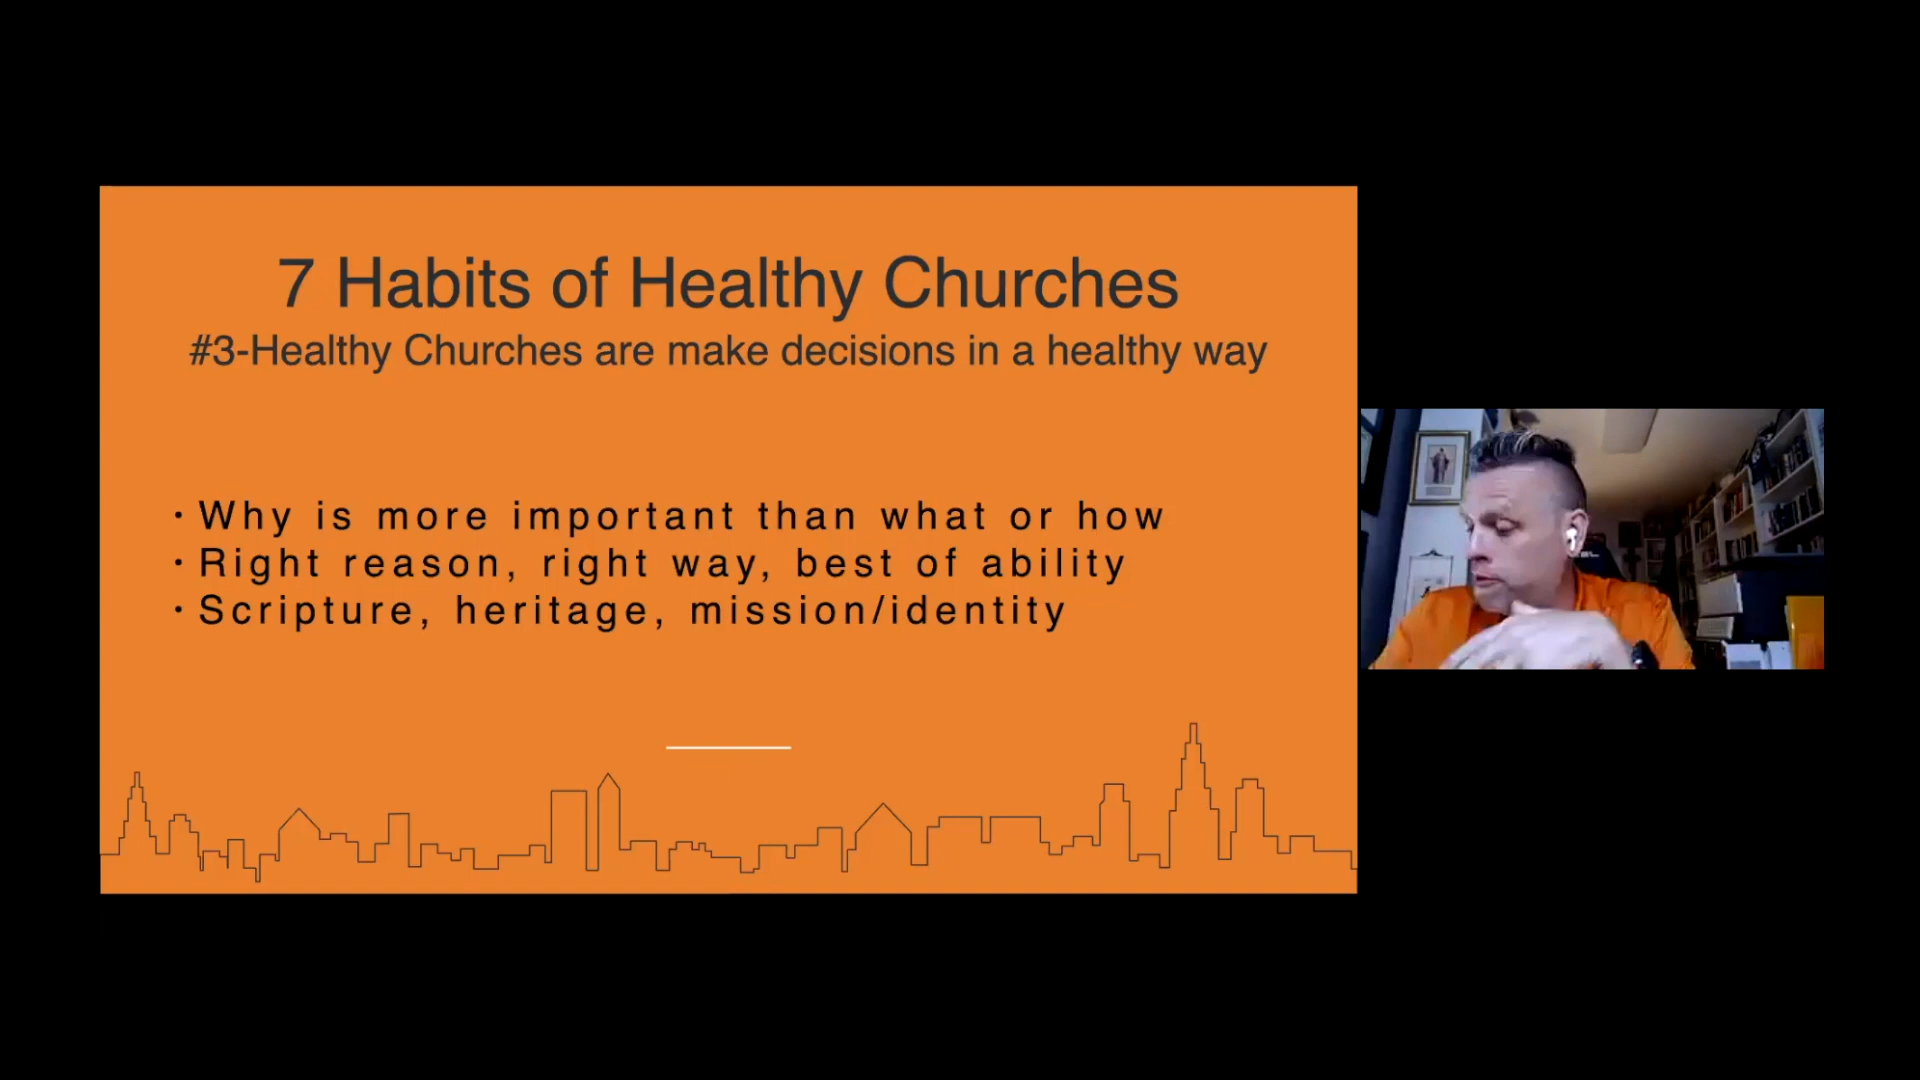 7 Habits of Healthy Churches
#3-Healthy Churches are make decisions in a healthy way
• Why is more important than what or how
• Right reason, right way, best of ability
• Scripture, heritage, mission/identity